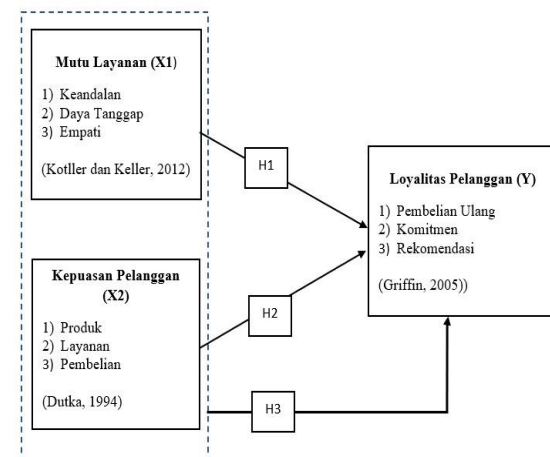 Mutu Layanan (X1)
1) Keandalan
2) Daya Tanggap
3) Empati
(Kotller dan Keller, 2012)
H1
Loyalitas Pelanggan (Y)
1) Pembelian Ulang
2) Komitmen
3) Rekomendasi
(Griffin, 2005))
Kepuasan Pelanggan
(X2)
1) Produk
2) Layanan
3) Pembelian
(Dutka, 1994)
H2
H3